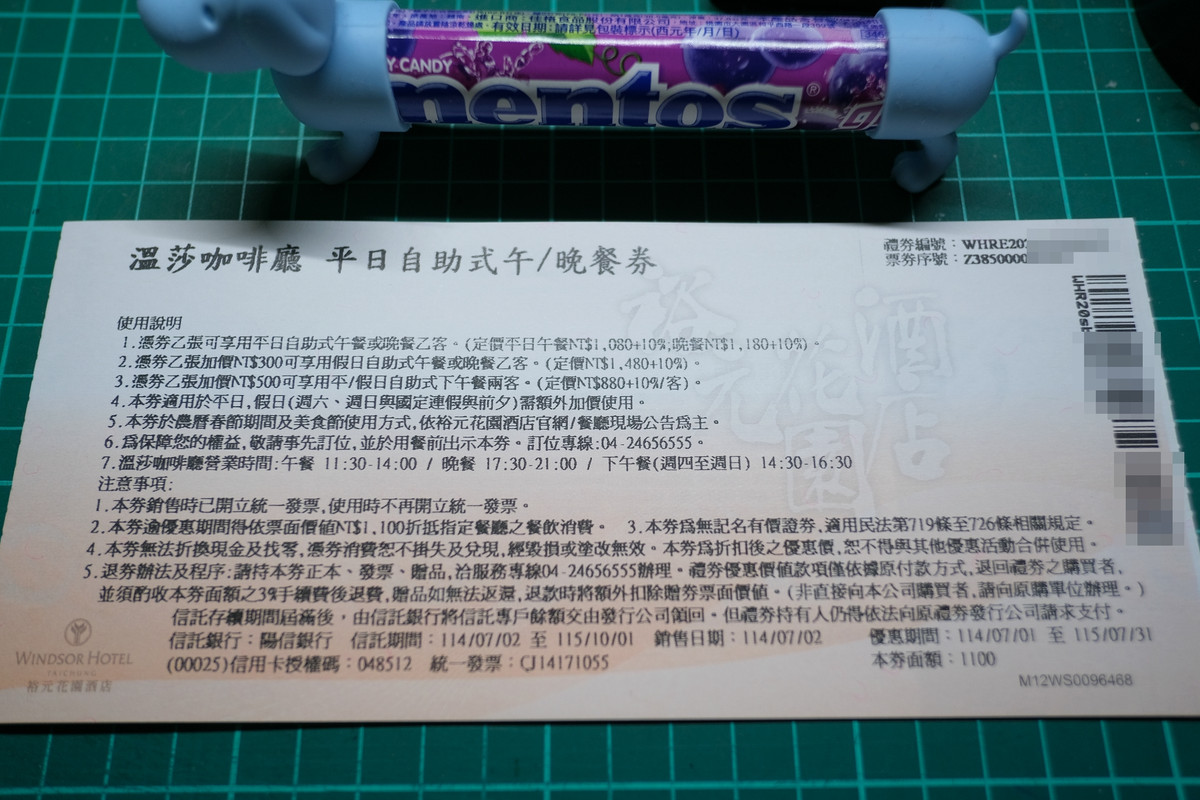 進口商：佳格食品股份有限公司
有效日期：請詳見包裝標示(西元年/月/日)
Y CANDY
mentos®
溫莎咖啡廳 平日自助式午/晚餐券
禮券編號：WHRE20
票券序號：Z3850000
使用說明
1.憑券乙張可享用平日自助式午餐或晚餐乙客。(定價平日午餐NT$1,080+10%;晚餐NT$1,180+10%)。
2.憑券乙張加價NT$300可享用假日自助式午餐或晚餐乙客。(定價NT$1,480+10%)。
3.憑券乙張加價NT$500可享用平/假日自助式下午餐兩客。(定價NT$880+10%/客)。
4.本券適用於平日,假日(週六、週日與國定連假與前夕)需額外加價使用。
5.本券於農曆春節期間及美食節使用方式,依裕元花園酒店官網/餐廳現場公告為主。
6.為保障您的權益,敬請事先訂位,並於用餐前出示本券。訂位專線:04-24656555。
7.溫莎咖啡廳營業時間:午餐 11:30-14:00 / 晚餐 17:30-21:00 / 下午餐(週四至週日) 14:30-16:30
注意事項:
1.本券銷售時已開立統一發票,使用時不再開立統一發票。
2.本券逾優惠期間得依票面價值NT$1,100折抵指定餐廳之餐飲消費。 3.本券為無記名有價證券,適用民法第719條至726條相關規定。
4.本券無法折換現金及找零,憑券消費恕不掛失及兌現,經毀損或塗改無效。本券為折扣後之優惠價,恕不得與其他優惠活動合併使用。
5.退券辦法及程序:請持本券正本、發票、贈品,洽服務專線04-24656555辦理。禮券優惠價值款項僅依據原付款方式,退回禮券之購買者,
並須酌收本券面額之3%手續費後退費,贈品如無法返還,退款時將額外扣除贈券票面價值。(非直接向本公司購買者,請向原購單位辦理。)
信託存續期間屆滿後，由信託銀行將信託專戶餘額交由發行公司領回。但禮券持有人仍得依法向原禮券發行公司請求支付。
信託銀行：陽信銀行 信託期間：114/07/02 至 115/10/01 銷售日期：114/07/02 優惠期間：114/07/01 至 115/07/31
(00025)信用卡授權碼：048512 統一發票：CJ14171055 本券面額：1100
M12WS0096468
WINDSOR HOTEL
TAICHUNG
裕元花園酒店
裕元花園酒店